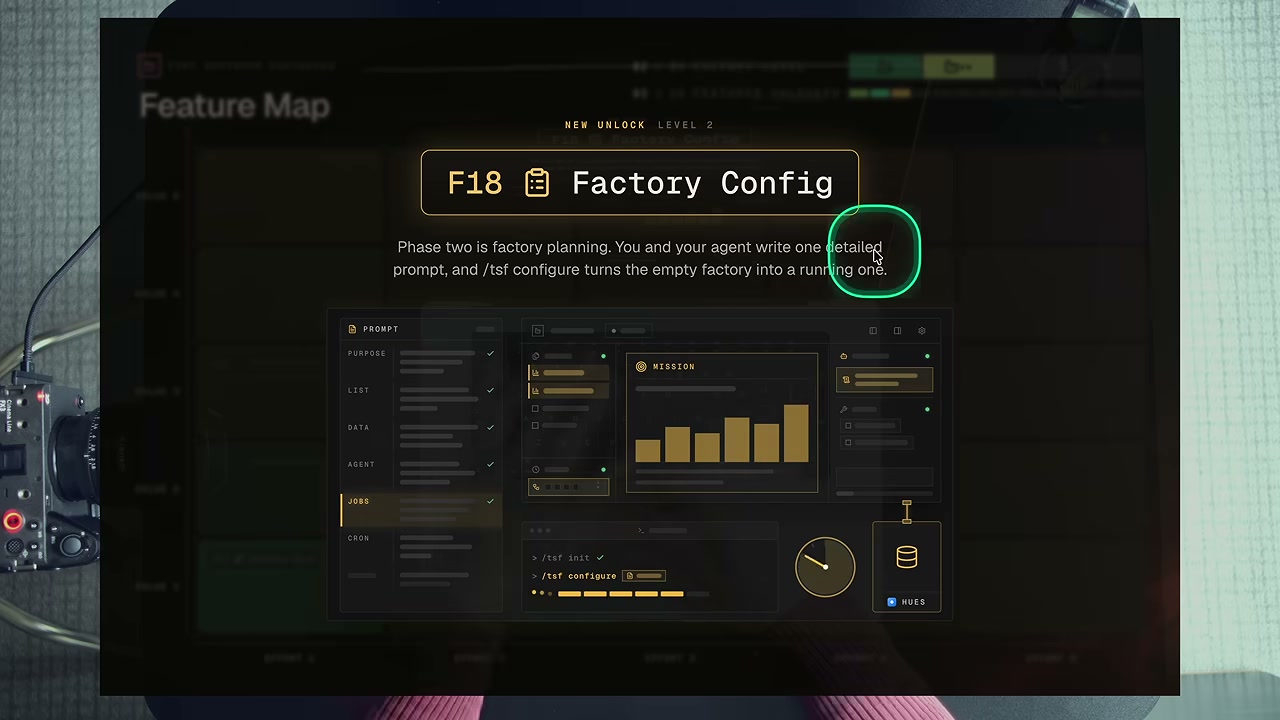 Feature Map
NEW UNLOCK LEVEL 2
F18 Factory Config
Phase two is factory planning. You and your agent write one detailed
prompt, and /tsf configure turns the empty factory into a running one.
PROMPT
PURPOSE
LIST
DATA
AGENT
JOBS
CRON
MISSION
> /tsf init
> /tsf configure
HUES